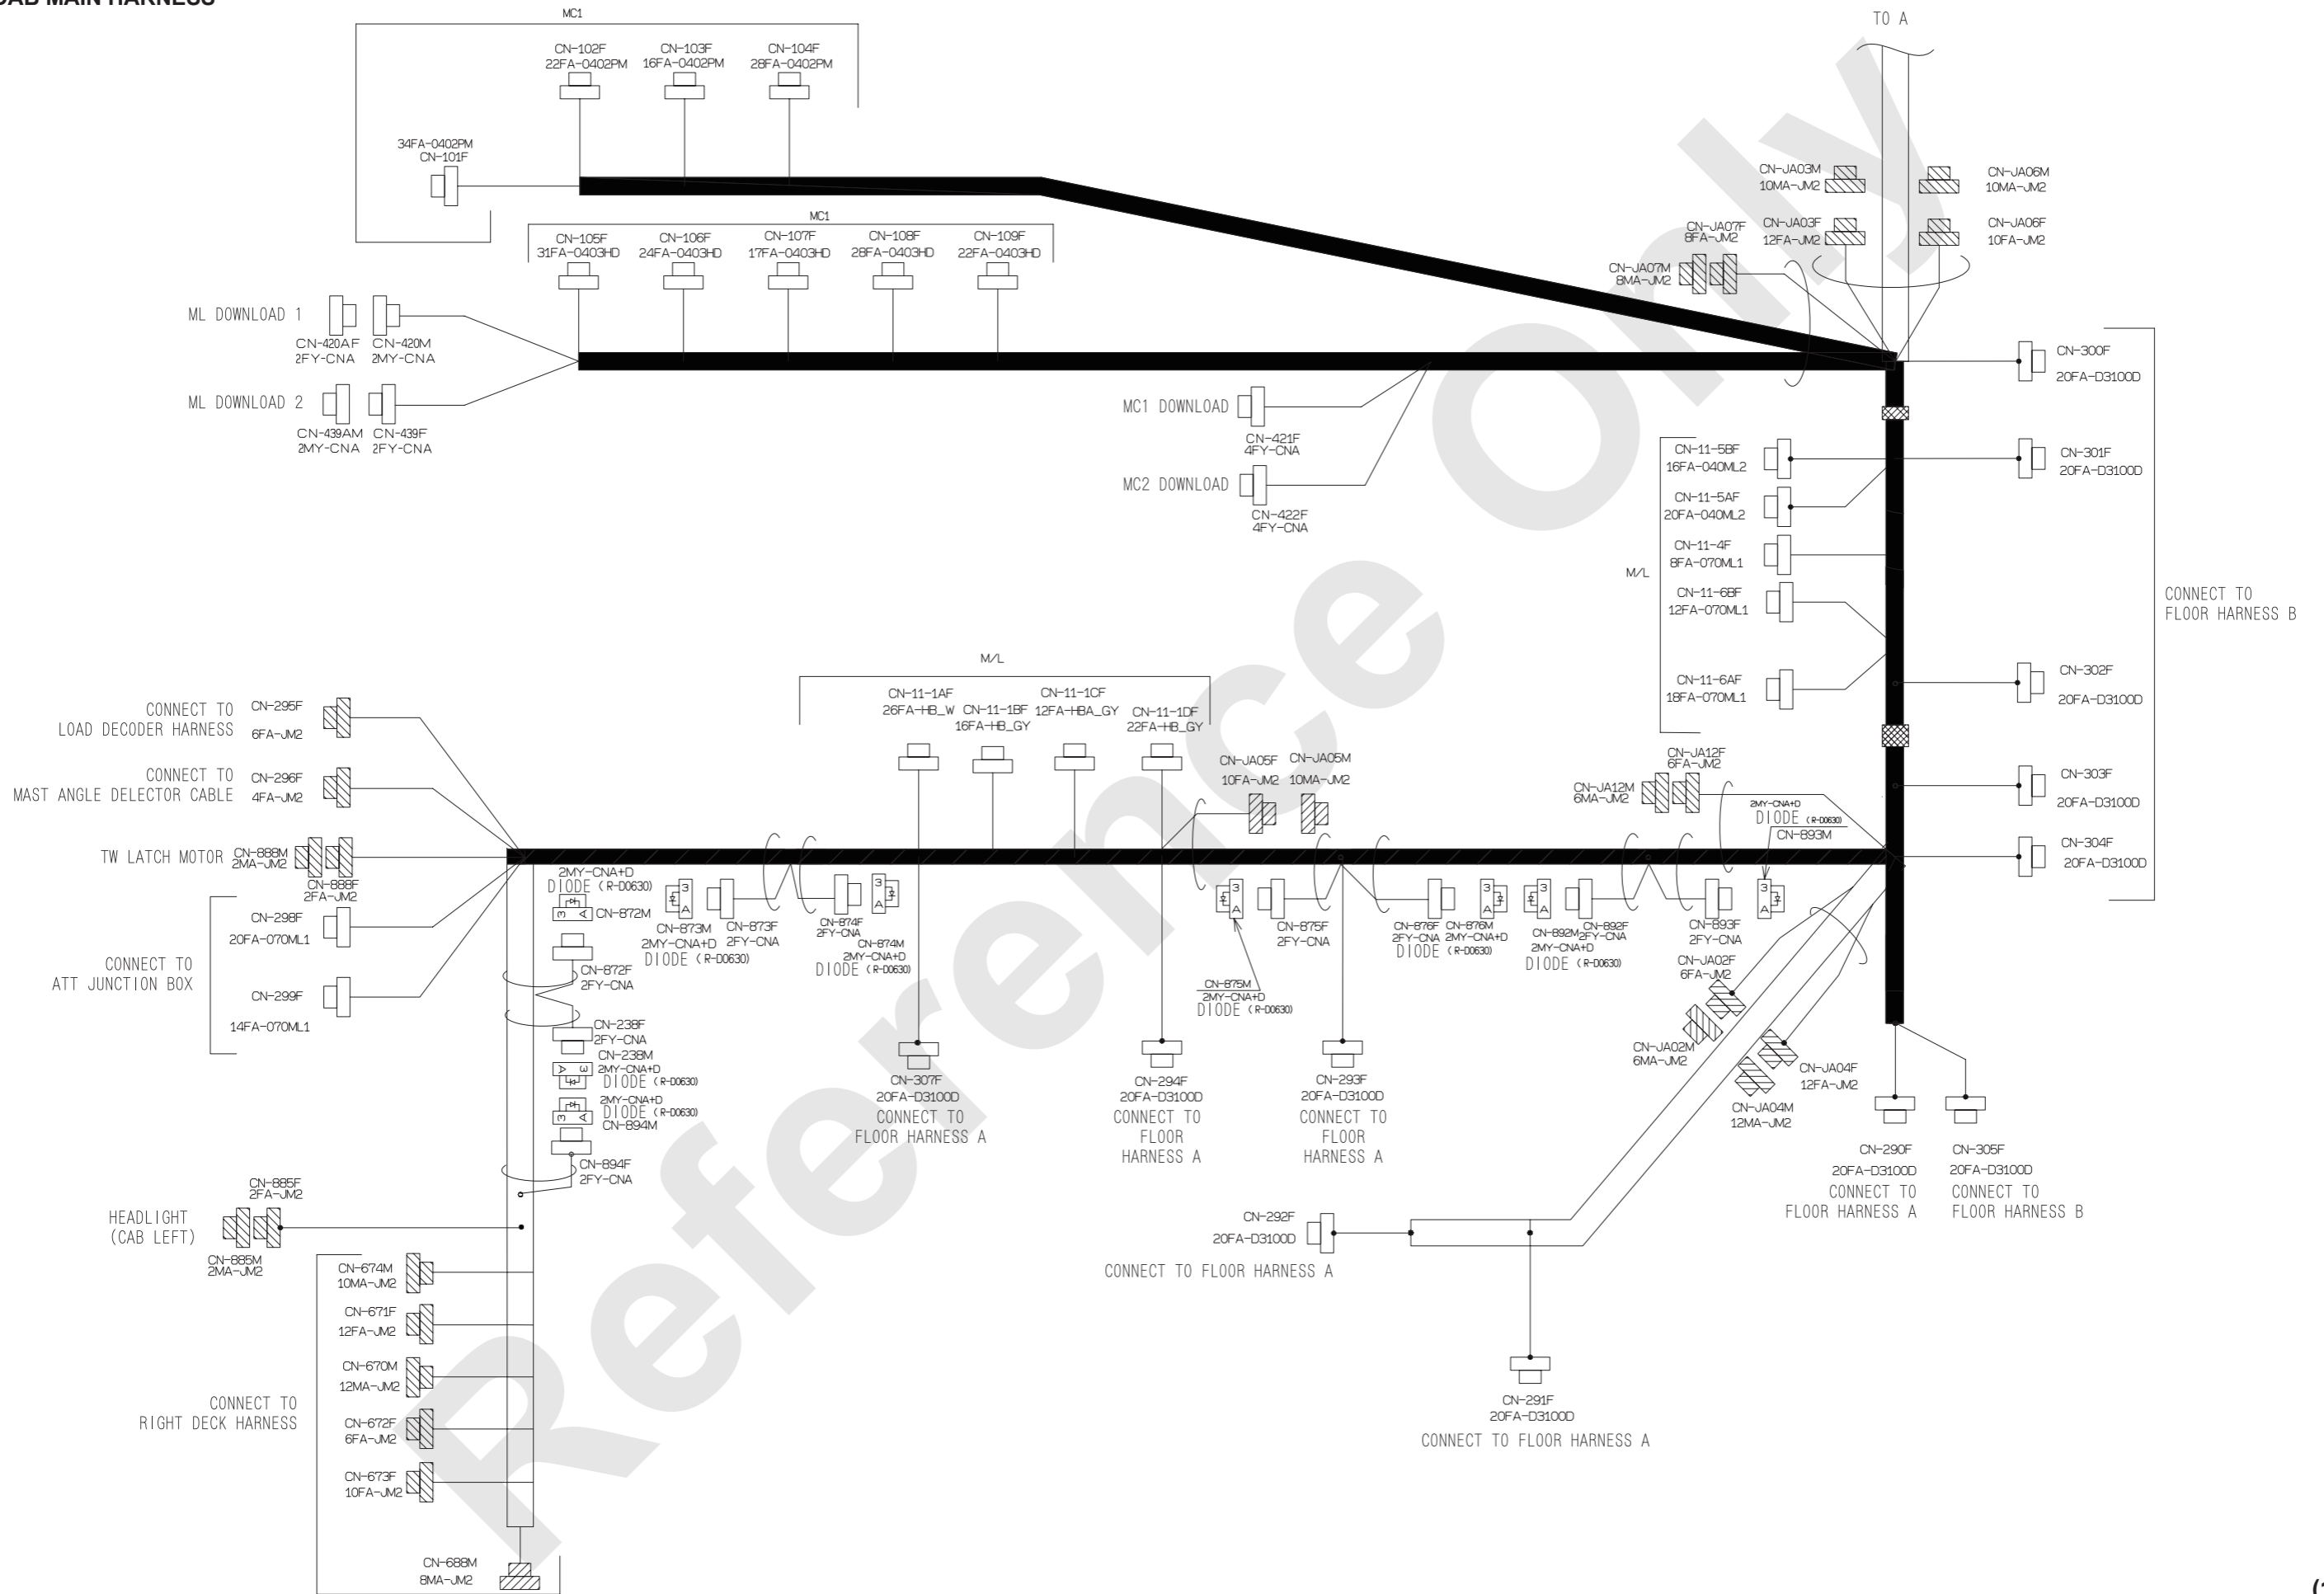 CAB MAIN HARNESS
MC1
TO A
CN-102F
22FA-0402PM
CN-103F
16FA-0402PM
CN-104F
28FA-0402PM
34FA-0402PM
CN-101F
MC1
CN-105F
31FA-0403HD
CN-106F
24FA-0403HD
CN-107F
17FA-0403HD
CN-108F
28FA-0403HD
CN-109F
22FA-0403HD
CN-JA03M
10MA-JM2
CN-JA06M
10MA-JM2
CN-JA07F
8FA-JM2
CN-JA03F
12FA-JM2
CN-JA06F
10FA-JM2
CN-JA07M
8MA-JM2
ML DOWNLOAD 1
CN-420AF
2FY-CNA
CN-420M
2MY-CNA
ML DOWNLOAD 2
CN-439AM
2MY-CNA
CN-439F
2FY-CNA
MC1 DOWNLOAD
CN-421F
4FY-CNA
MC2 DOWNLOAD
CN-422F
4FY-CNA
CN-300F
20FA-D3100D
CN-301F
20FA-D3100D
M/L
CN-11-5BF
16FA-040ML2
CN-11-5AF
20FA-040ML2
CN-11-4F
8FA-070ML1
CN-11-6BF
12FA-070ML1
CN-11-6AF
18FA-070ML1
CONNECT TO
FLOOR HARNESS B
CN-302F
20FA-D3100D
CN-303F
20FA-D3100D
CN-304F
20FA-D3100D
M/L
CN-11-1AF
26FA-HB_W
CN-11-1BF
16FA-HB_GY
CN-11-1CF
12FA-HBA_GY
CN-11-1DF
22FA-HB_GY
CN-JA05F
10FA-JM2
CN-JA05M
10MA-JM2
CN-JA12F
6FA-JM2
CN-JA12M
6MA-JM2
2MY-CNA+D
DIODE (R-D0630)
CN-893M
CONNECT TO
LOAD DECODER HARNESS
CN-295F
6FA-JM2
CONNECT TO
MAST ANGLE DELECTOR CABLE
CN-296F
4FA-JM2
TW LATCH MOTOR
CN-888M
2MA-JM2
CN-888F
2FA-JM2
CONNECT TO
ATT JUNCTION BOX
CN-298F
20FA-070ML1
CN-299F
14FA-070ML1
2MY-CNA+D
DIODE (R-D0630)
3 A
CN-872M
CN-872F
2FY-CNA
3
A
CN-873M
2MY-CNA+D
DIODE (R-D0630)
CN-873F
2FY-CNA
CN-874F
2FY-CNA
3
A
CN-874M
2MY-CNA+D
DIODE (R-D0630)
3
A
CN-875M
2MY-CNA+D
DIODE (R-D0630)
CN-875F
2FY-CNA
CN-876F
2FY-CNA
3
A
CN-876M
2MY-CNA+D
DIODE (R-D0630)
3
A
CN-892M
2MY-CNA+D
DIODE (R-D0630)
CN-892F
2FY-CNA
CN-893F
2FY-CNA
3
A
CN-JA02F
6FA-JM2
CN-JA02M
6MA-JM2
CN-JA04F
12FA-JM2
CN-JA04M
12MA-JM2
CN-238F
2FY-CNA
CN-238M
2MY-CNA+D
DIODE (R-D0630)
A 3
2MY-CNA+D
DIODE (R-D0630)
CN-894M
3 A
CN-894F
2FY-CNA
CN-307F
20FA-D3100D
CONNECT TO
FLOOR HARNESS A
CN-294F
20FA-D3100D
CONNECT TO
FLOOR
HARNESS A
CN-293F
20FA-D3100D
CONNECT TO
FLOOR
HARNESS A
CN-290F
20FA-D3100D
CONNECT TO
FLOOR HARNESS A
CN-305F
20FA-D3100D
CONNECT TO
FLOOR HARNESS B
HEADLIGHT
(CAB LEFT)
CN-885F
2FA-JM2
CN-885M
2MA-JM2
CN-292F
20FA-D3100D
CONNECT TO FLOOR HARNESS A
CN-291F
20FA-D3100D
CONNECT TO FLOOR HARNESS A
CONNECT TO
RIGHT DECK HARNESS
CN-674M
10MA-JM2
CN-671F
12FA-JM2
CN-670M
12MA-JM2
CN-672F
6FA-JM2
CN-673F
10FA-JM2
CN-688M
8MA-JM2
Reference Only